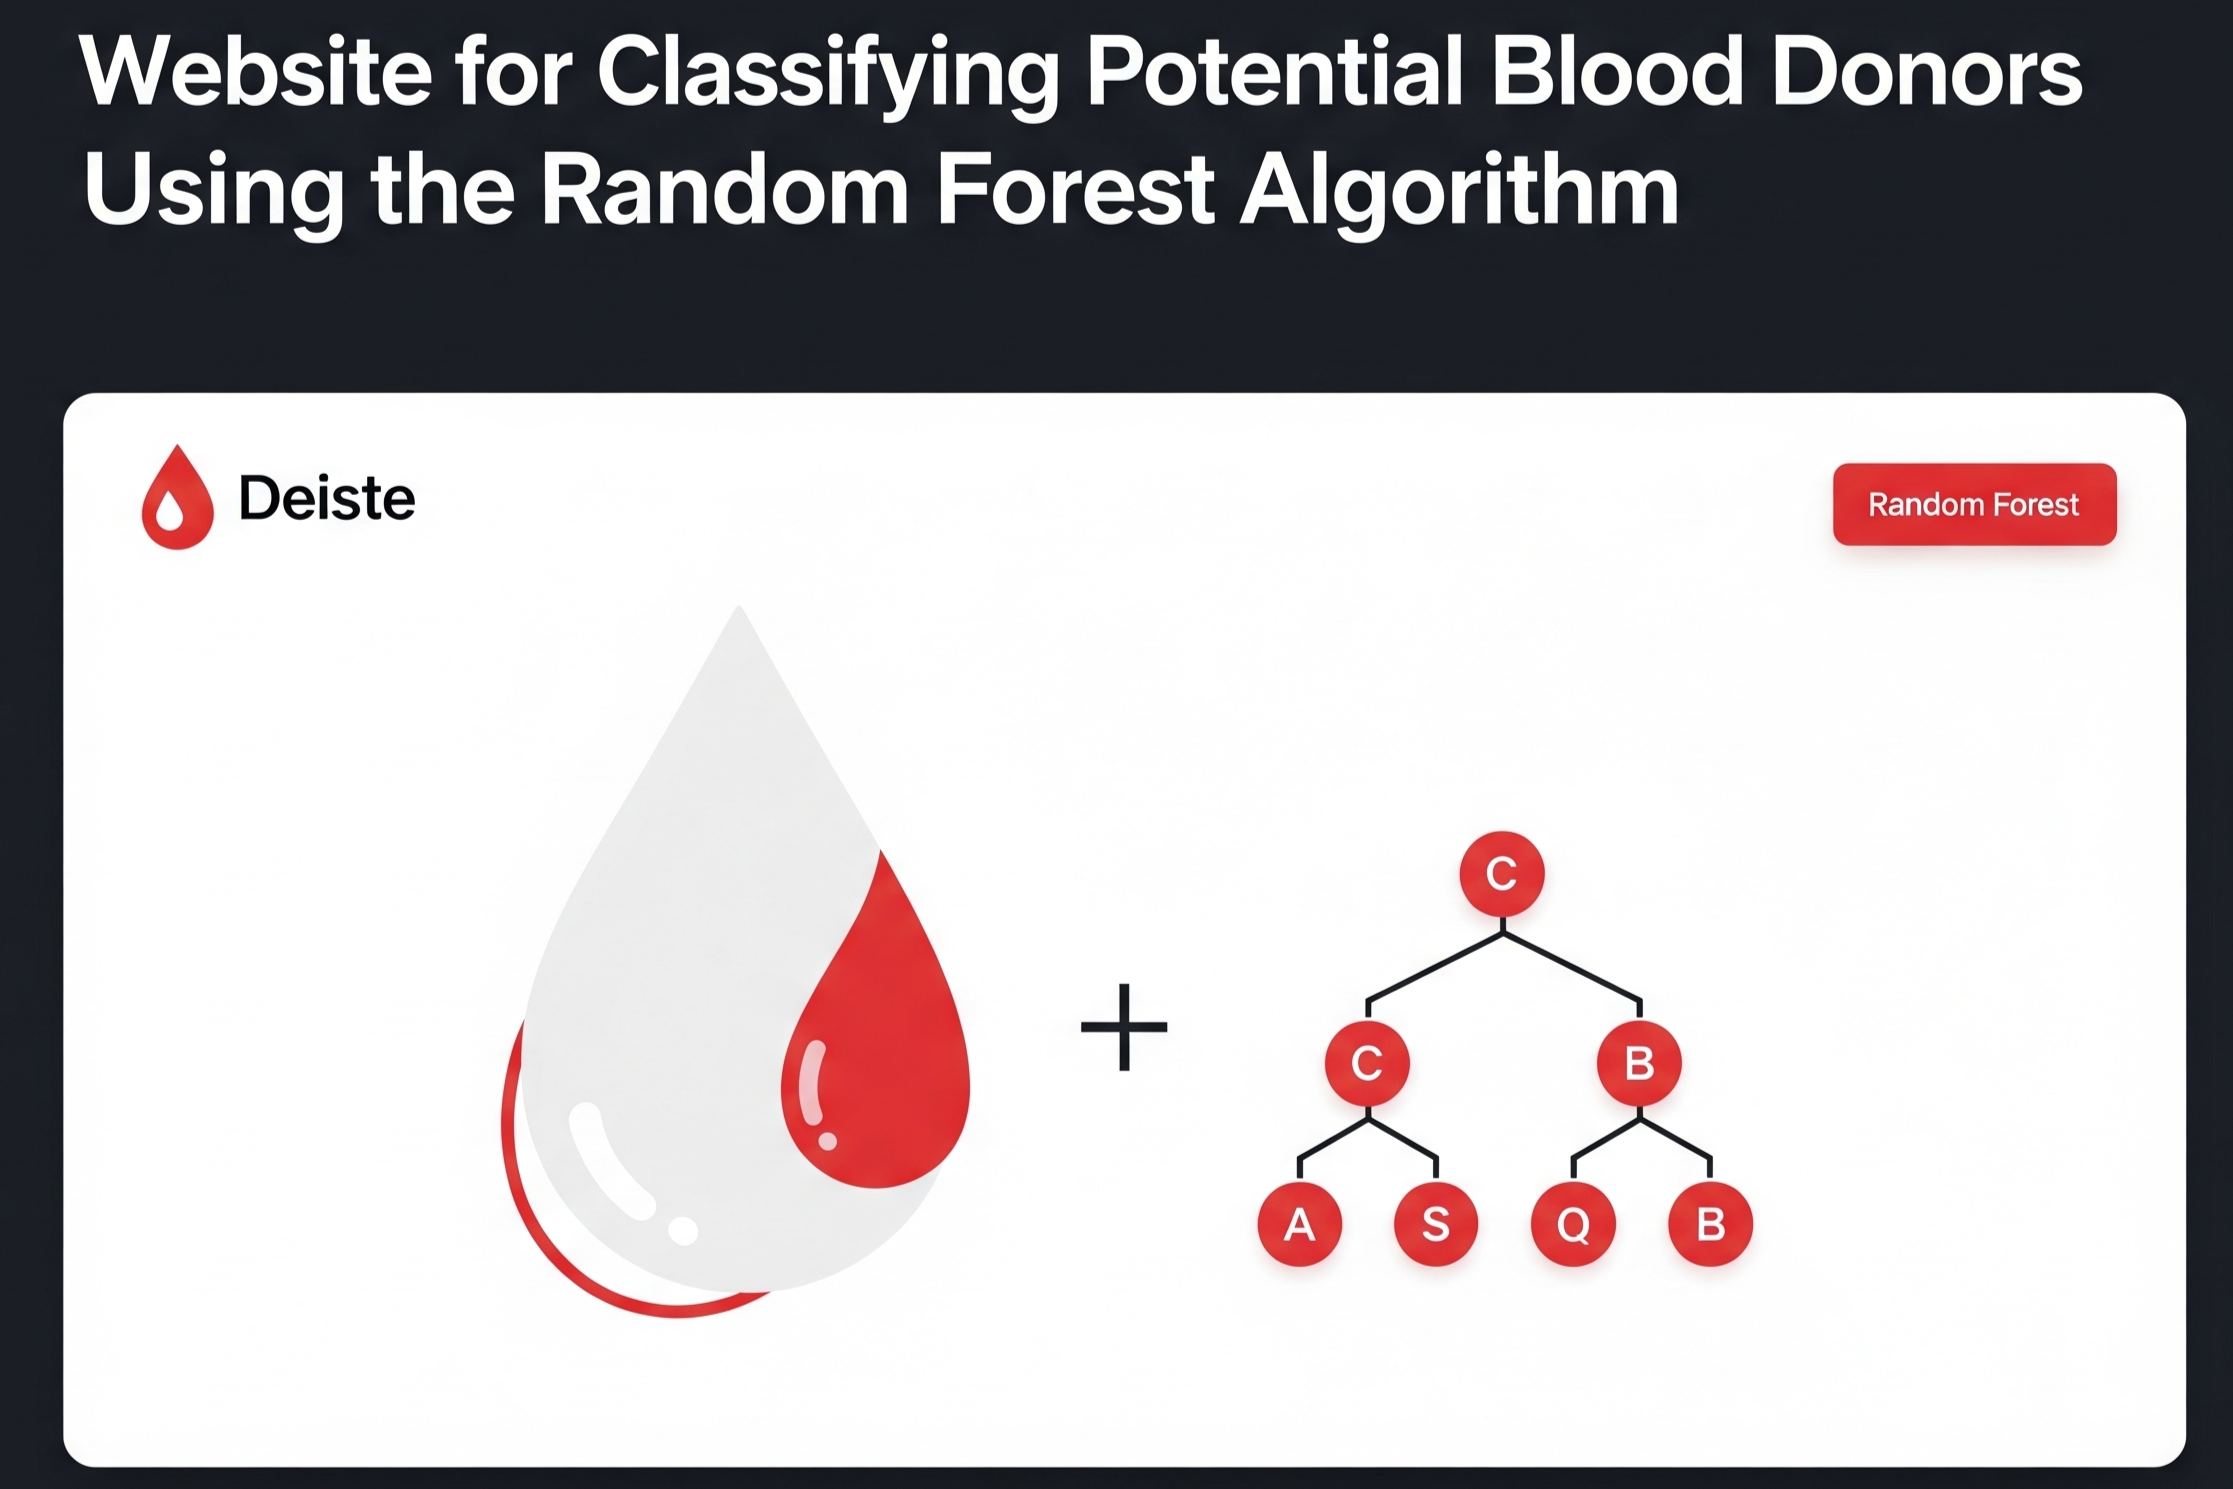 Website for Classifying Potential Blood Donors
Using the Random Forest Algorithm
Deiste
Random Forest
C
C
B
A
S
Q
B